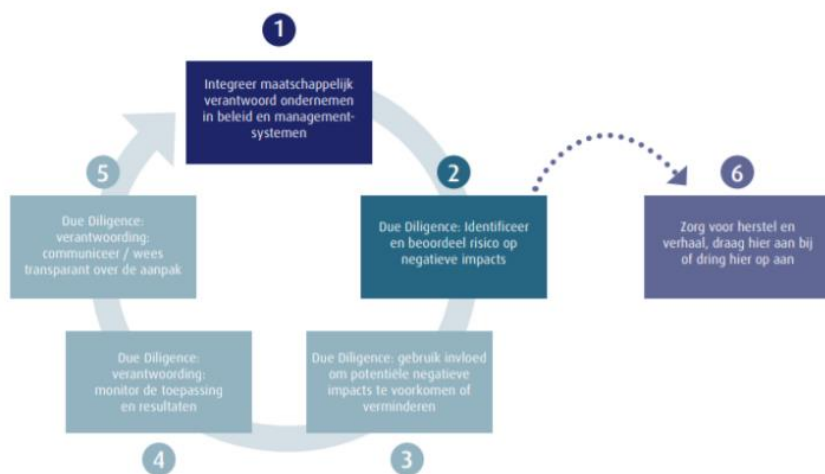 1
Integreer maatschappelijk
verantwoord ondernemen
in beleid en management-
systemen
2
Due Diligence: Identificeer
en beoordeel risico op
negatieve impacts
3
Due Diligence: gebruik invloed
om potentiële negatieve
impacts te voorkomen of
verminderen
4
Due Diligence:
verantwoording:
monitor de toepassing
en resultaten
5
Due Diligence:
verantwoording:
communiceer / wees
transparant over de aanpak
6
Zorg voor herstel en
verhaal, draag hier aan bij
of dring hier op aan